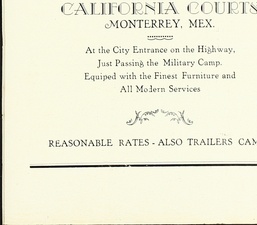 CALIFORNIA COURTS
MONTERREY, MEX.
At the City Entrance on the Highway,
Just Passing the Military Camp.
Equipped with the Finest Furniture and
All Modern Services
REASONABLE RATES - ALSO TRAILERS CAM